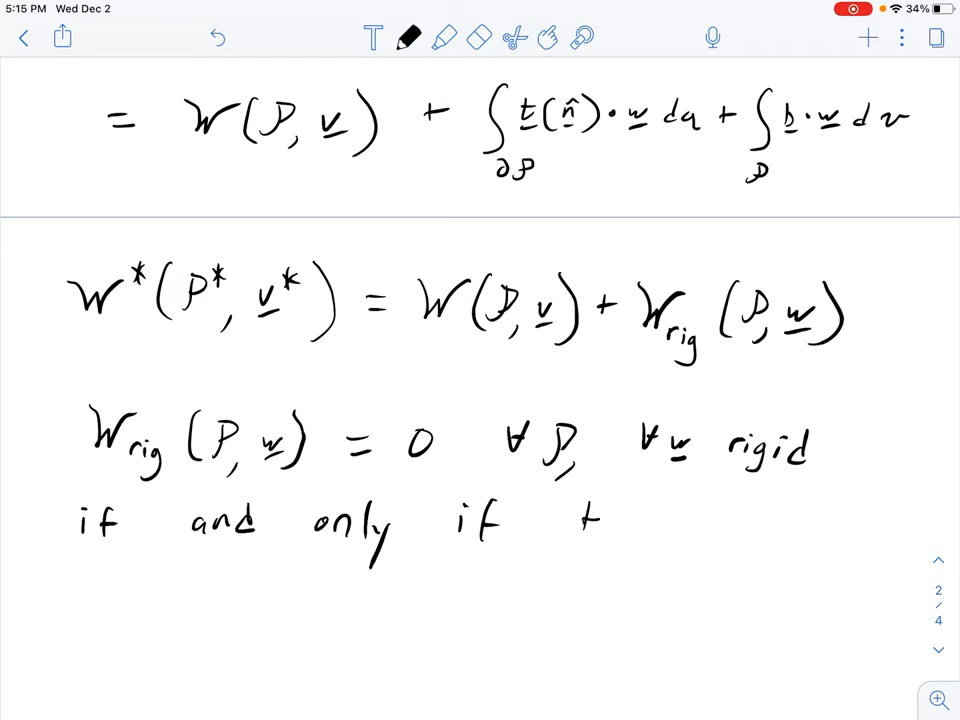 5:15 PM Wed Dec 2 34%
T
= W(P, v) + ∫_∂P t(n̂) · w da + ∫_P b · w dv
W*(P*, v*) = W(P, v) + W_rig (P, w)
W_rig (P, w) = 0 ∀ P, ∀ w rigid
if and only if t
2
/
4